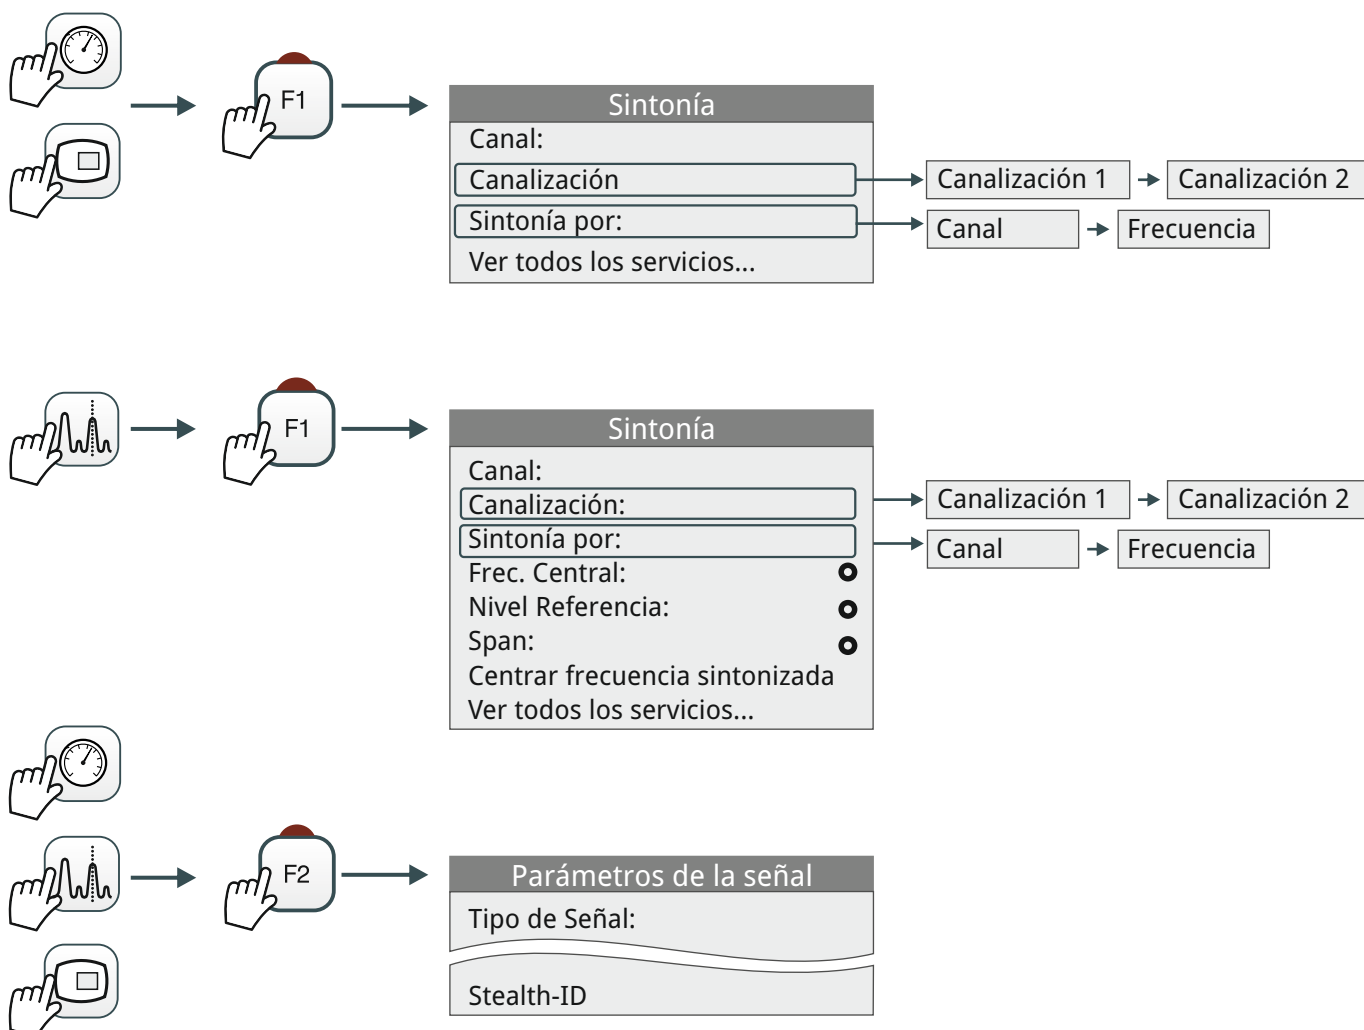 F1
Sintonía
Canal:
Canalización
Canalización 1
Canalización 2
Sintonía por:
Canal
Frecuencia
Ver todos los servicios...
F1
Sintonía
Canal:
Canalización:
Canalización 1
Canalización 2
Sintonía por:
Canal
Frecuencia
Frec. Central:
Nivel Referencia:
Span:
Centrar frecuencia sintonizada
Ver todos los servicios...
F2
Parámetros de la señal
Tipo de Señal:
Stealth-ID